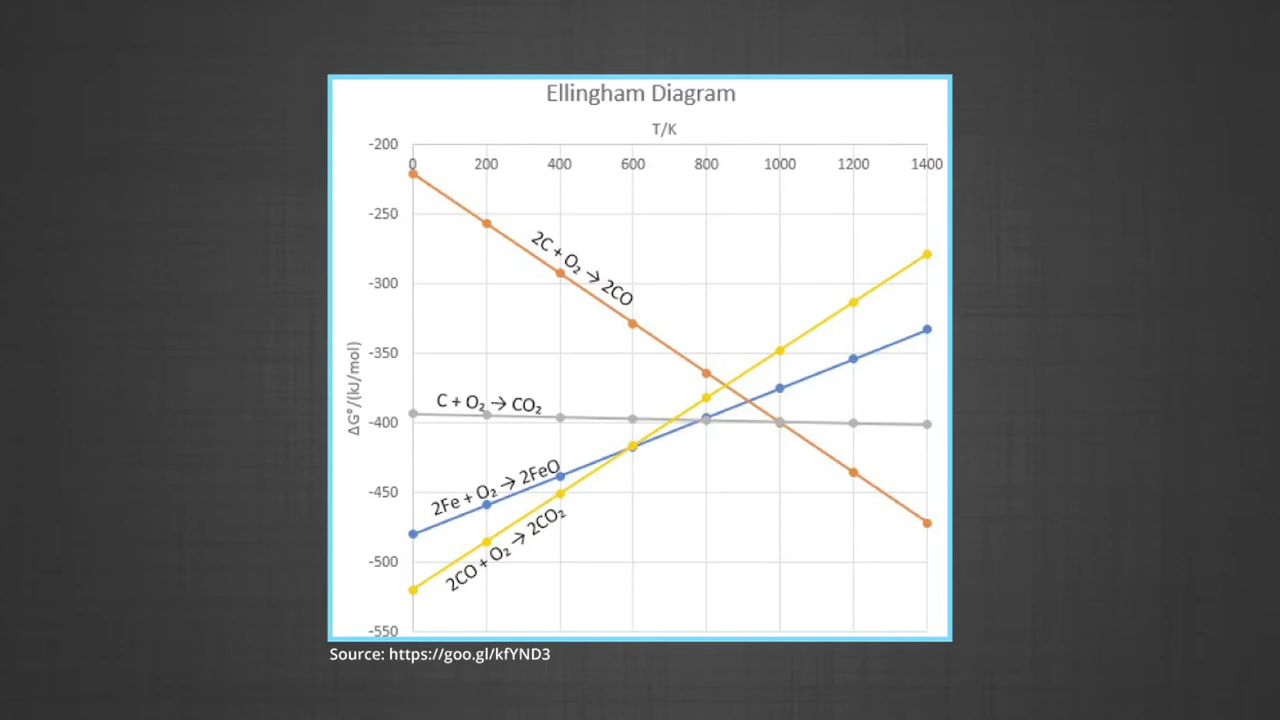 Ellingham Diagram
T/K
-200
0 200 400 600 800 1000 1200 1400
-250
2C + O₂ → 2CO
-300
-350
ΔG°/(kJ/mol)
C + O₂ → CO₂
-400
-450
2Fe + O₂ → 2FeO
-500
2CO + O₂ → 2CO₂
-550
Source: https://goo.gl/kfYND3